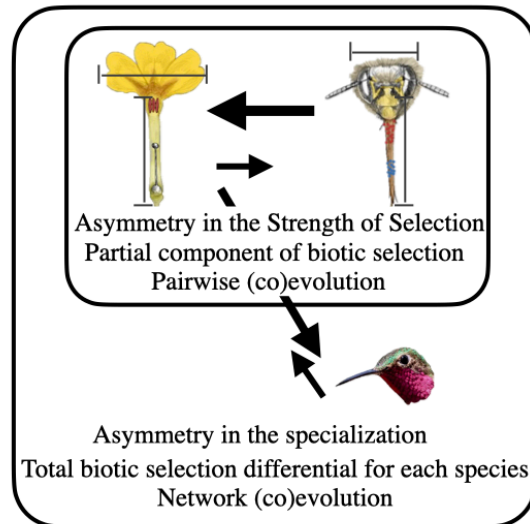 Asymmetry in the Strength of Selection
Partial component of biotic selection
Pairwise (co)evolution
Asymmetry in the specialization
Total biotic selection differential for each species
Network (co)evolution